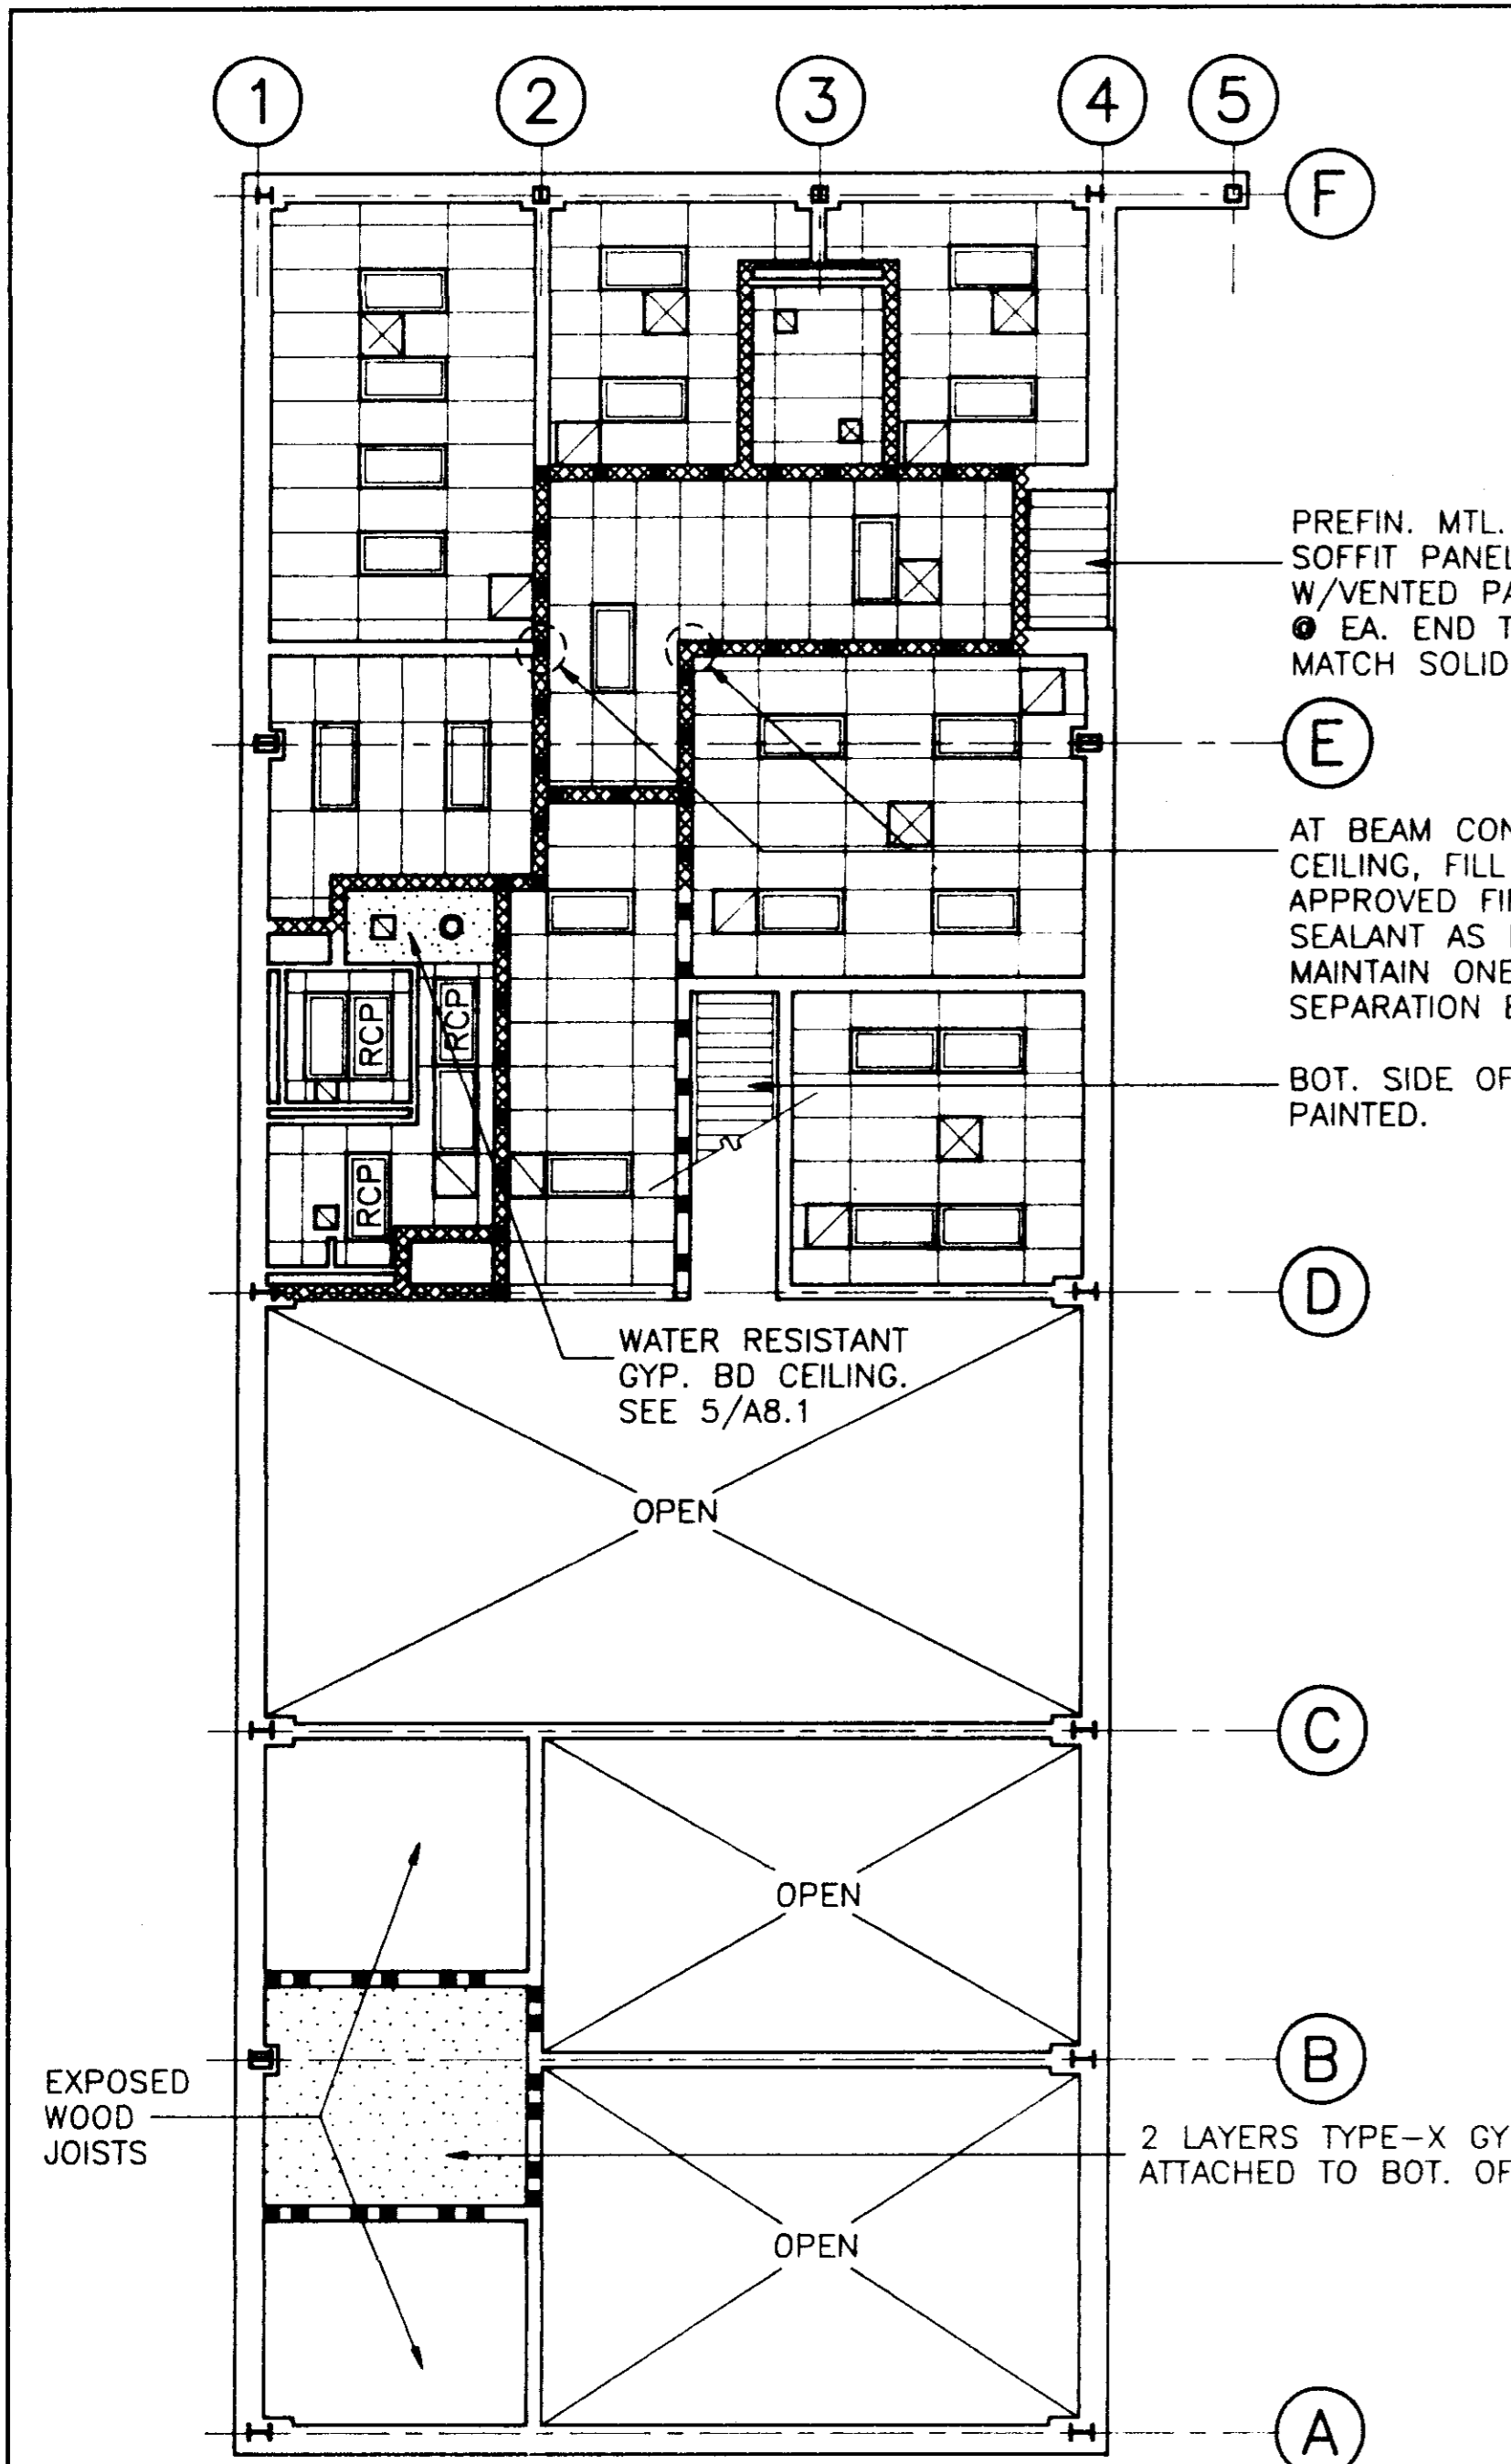 1
2
3
4
5
F
PREFIN. MTL.
SOFFIT PANEL
W/VENTED PA
@ EA. END T
MATCH SOLID
E
AT BEAM CON
CEILING, FILL
APPROVED FI
SEALANT AS
MAINTAIN ONE
SEPARATION
RCP
RCP
RCP
BOT. SIDE OF
PAINTED.
D
WATER RESISTANT
GYP. BD CEILING.
SEE 5/A8.1
OPEN
C
OPEN
B
EXPOSED
WOOD
JOISTS
2 LAYERS TYPE-X GY
ATTACHED TO BOT. OF
OPEN
A